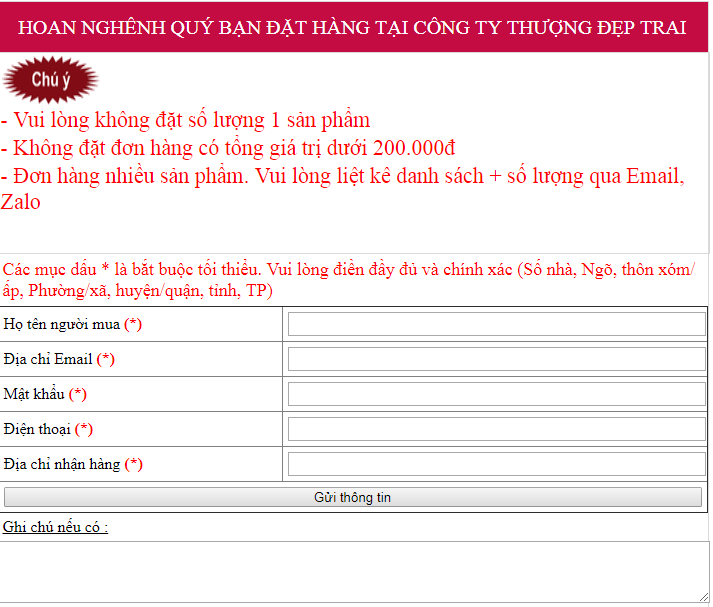 HOAN NGHÊNH QUÝ BẠN ĐẶT HÀNG TẠI CÔNG TY THƯỢNG ĐẸP TRAI
Chú ý
- Vui lòng không đặt số lượng 1 sản phẩm
- Không đặt đơn hàng có tổng giá trị dưới 200.000đ
- Đơn hàng nhiều sản phẩm. Vui lòng liệt kê danh sách + số lượng qua Email,
Zalo
Các mục dấu * là bắt buộc tối thiểu. Vui lòng điền đầy đủ và chính xác (Số nhà, Ngõ, thôn xóm/
ấp, Phường/xã, huyện/quận, tỉnh, TP)
Họ tên người mua (*)
Địa chỉ Email (*)
Mật khẩu (*)
Điện thoại (*)
Địa chỉ nhận hàng (*)
Gửi thông tin
Ghi chú nếu có :